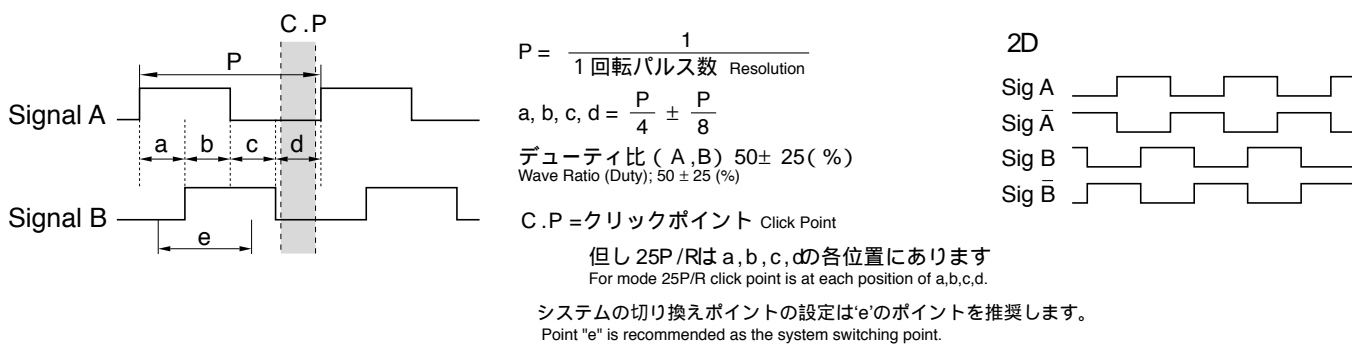 C.P
P
Signal A
a b c d
Signal B
e
P = 1 / 1回転パルス数 Resolution
a, b, c, d = P/4 ± P/8
デューティ比 ( A ,B) 50± 25( %)
Wave Ratio (Duty); 50 ± 25 (%)
C .P =クリックポイント Click Point
但し 25P /Rは a,b,c,dの各位置にあります
For mode 25P/R click point is at each position of a,b,c,d.
システムの切り換えポイントの設定は‘e’のポイントを推奨します。
Point "e" is recommended as the system switching point.
2D
Sig A
Sig A̅
Sig B
Sig B̅